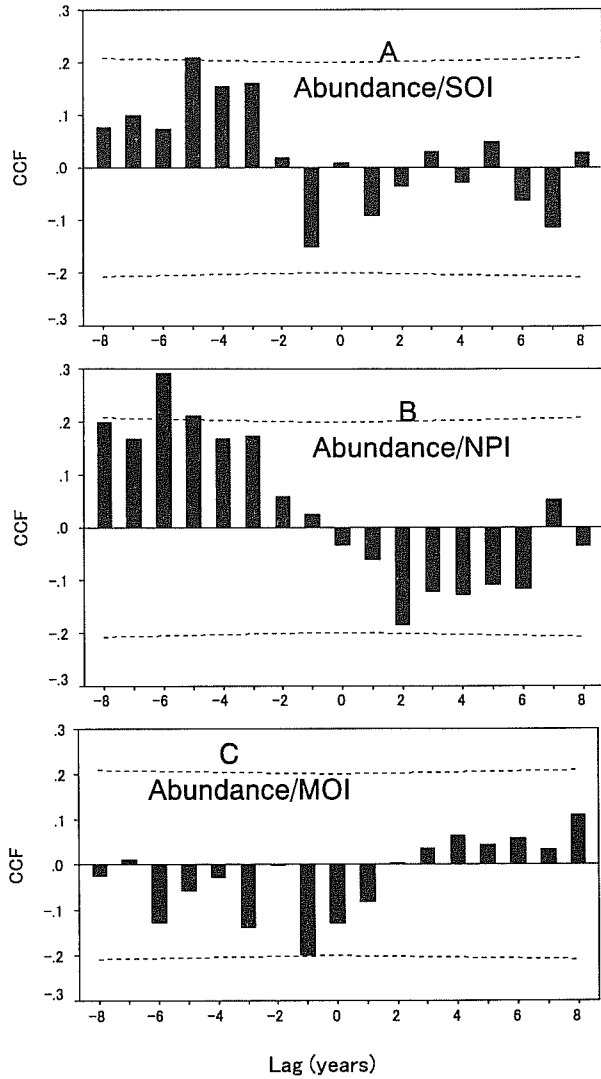 .3
A
.2
Abundance/SOI
.1
CCF
.0
-.1
-.2
-.3
-8 -6 -4 -2 0 2 4 6 8
.3
B
.2
Abundance/NPI
.1
CCF
.0
-.1
-.2
-.3
-8 -6 -4 -2 0 2 4 6 8
.3
C
.2
Abundance/MOI
.1
CCF
.0
-.1
-.2
-.3
-8 -6 -4 -2 0 2 4 6 8
Lag (years)